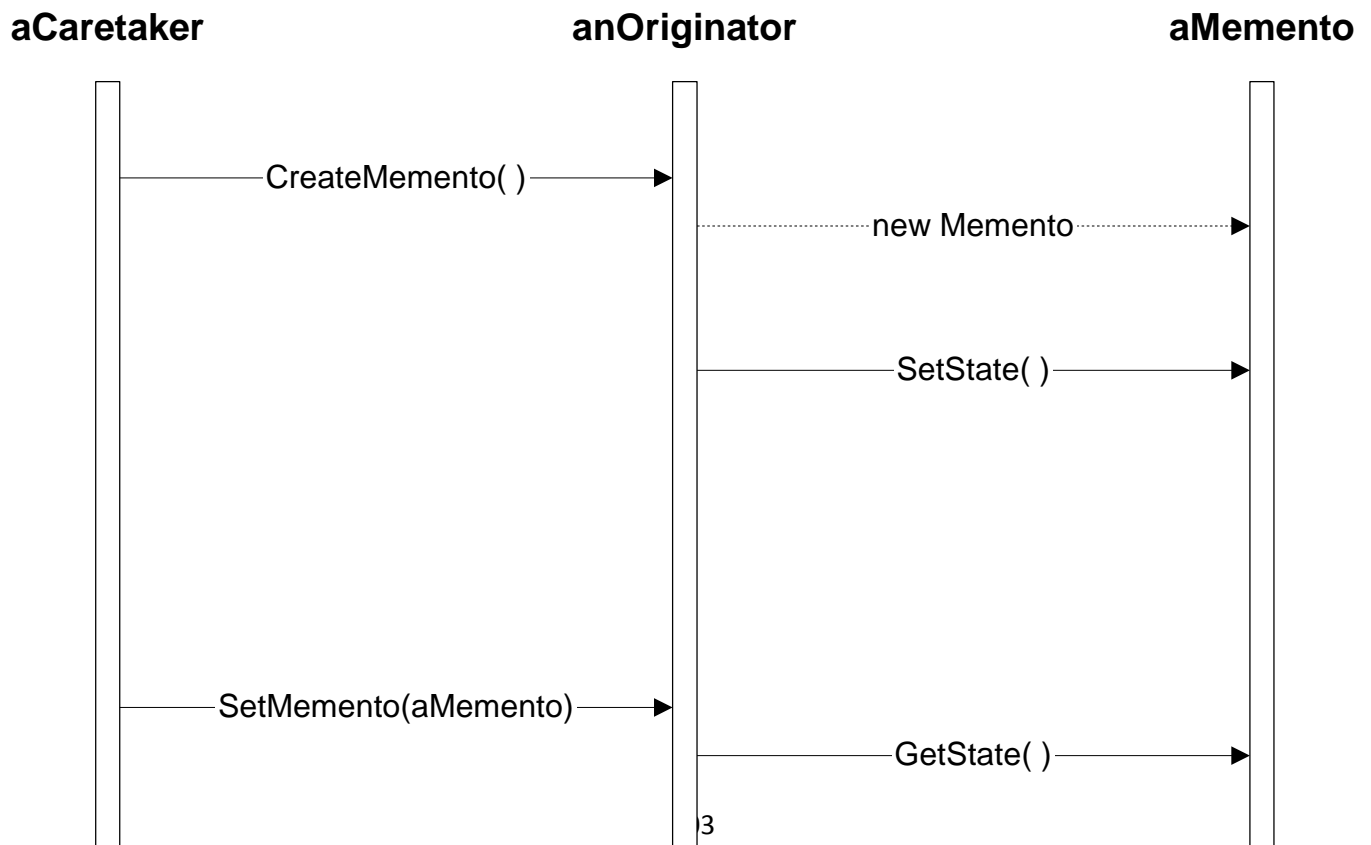 aCaretaker anOriginator aMemento
CreateMemento( )
new Memento
SetState( )
SetMemento(aMemento)
GetState( )